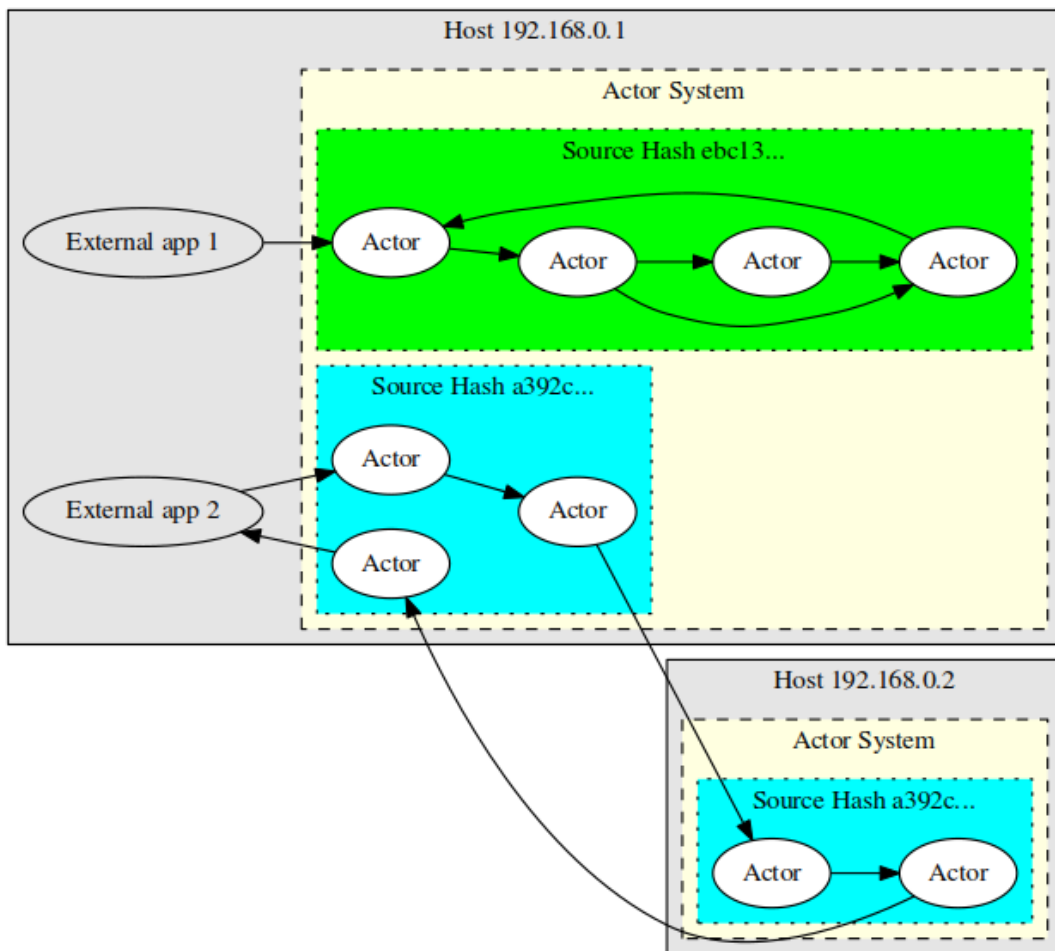 Host 192.168.0.1
Actor System
Source Hash ebc13...
External app 1
Actor
Actor
Actor
Actor
Source Hash a392c...
Actor
External app 2
Actor
Actor
Host 192.168.0.2
Actor System
Source Hash a392c...
Actor
Actor